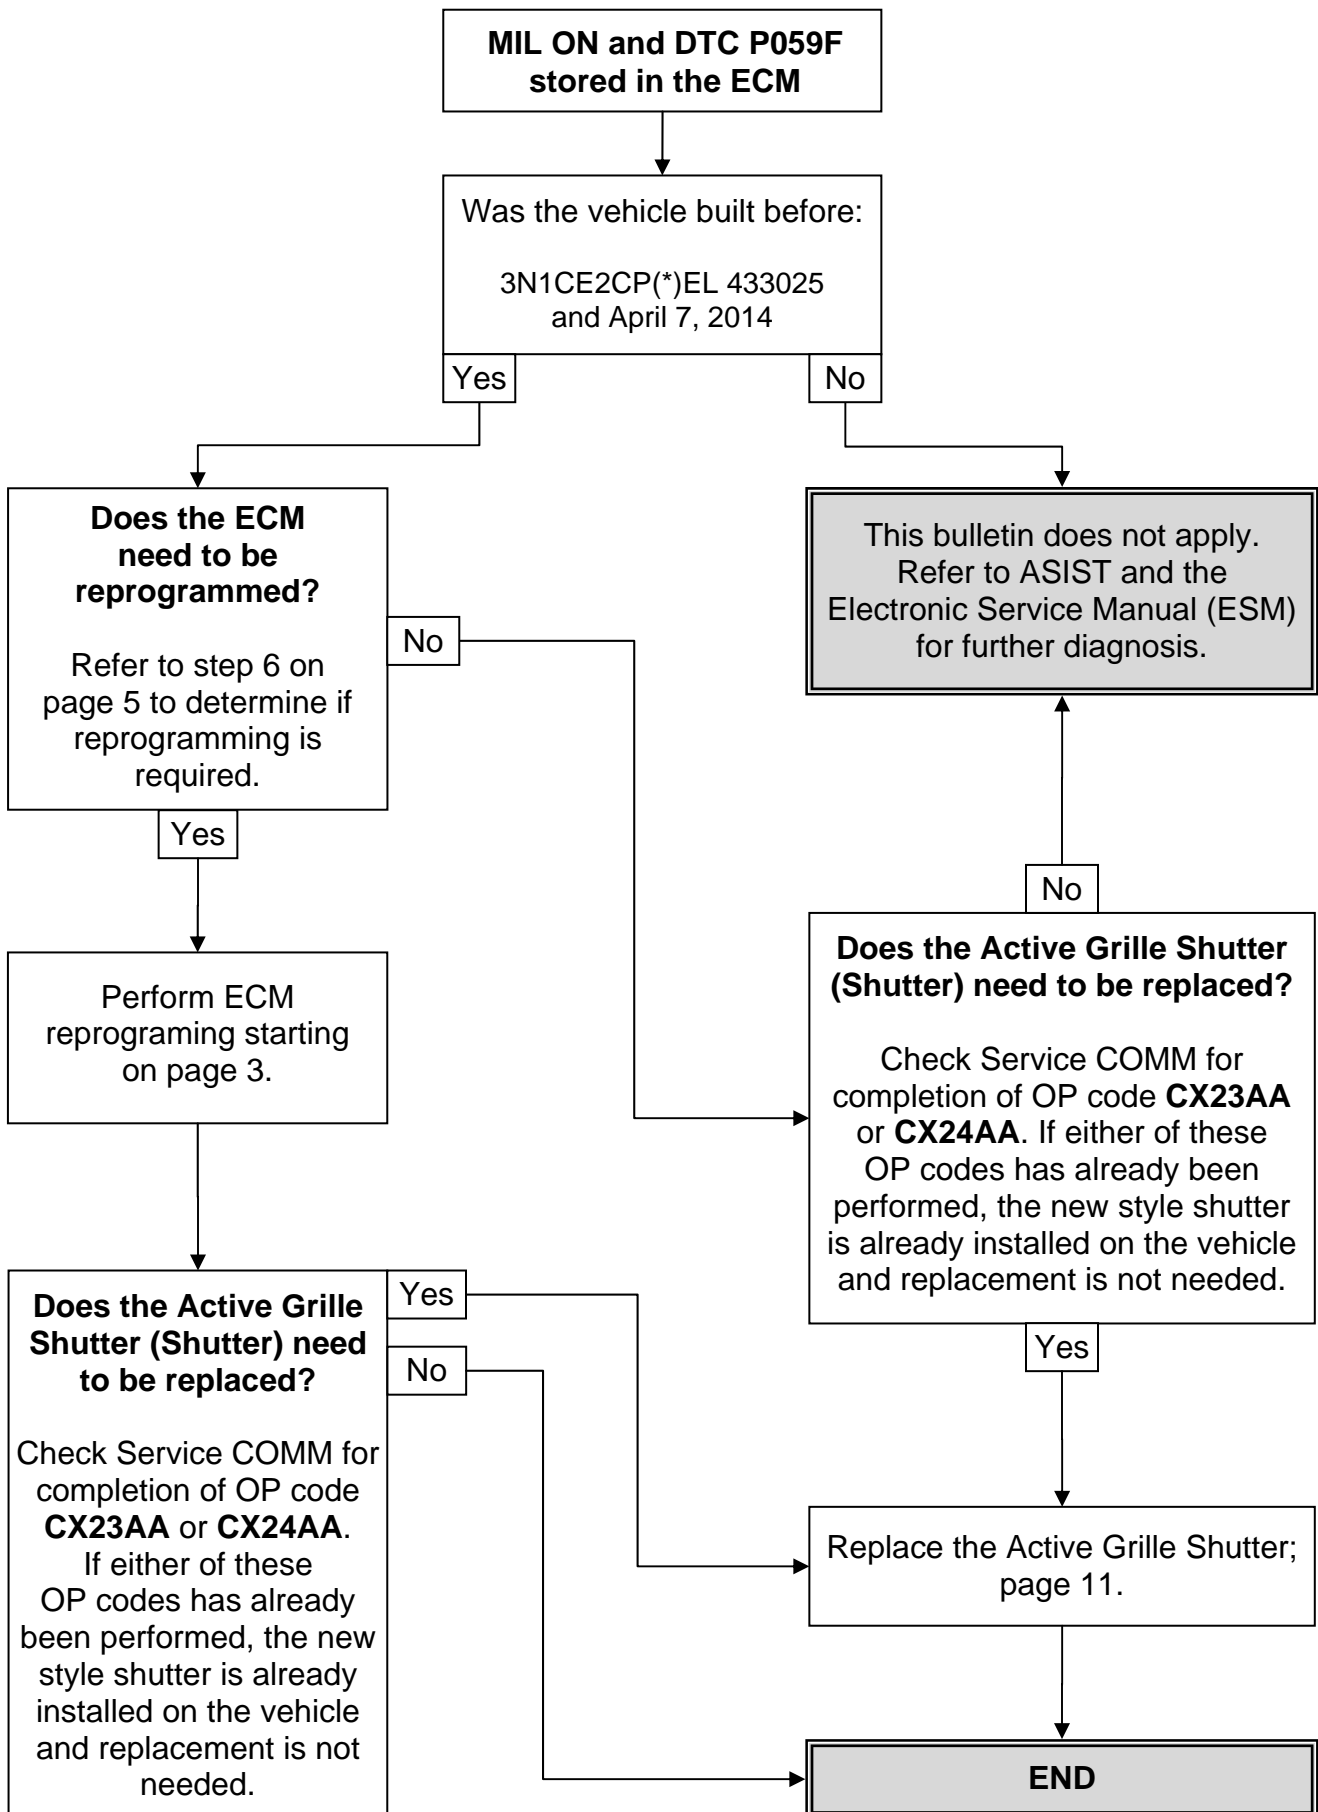 MIL ON and DTC P059F
stored in the ECM
Was the vehicle built before:
3N1CE2CP(*)EL 433025
and April 7, 2014
Yes
No
Does the ECM
need to be
reprogrammed?
Refer to step 6 on
page 5 to determine if
reprogramming is
required.
No
Yes
This bulletin does not apply.
Refer to ASIST and the
Electronic Service Manual (ESM)
for further diagnosis.
Perform ECM
reprograming starting
on page 3.
No
Does the Active Grille Shutter
(Shutter) need to be replaced?
Check Service COMM for
completion of OP code CX23AA
or CX24AA. If either of these
OP codes has already been
performed, the new style shutter
is already installed on the vehicle
and replacement is not needed.
Yes
Does the Active Grille
Shutter (Shutter) need
to be replaced?
Check Service COMM for
completion of OP code
CX23AA or CX24AA.
If either of these
OP codes has already
been performed, the new
style shutter is already
installed on the vehicle
and replacement is not
needed.
Yes
No
Replace the Active Grille Shutter;
page 11.
END